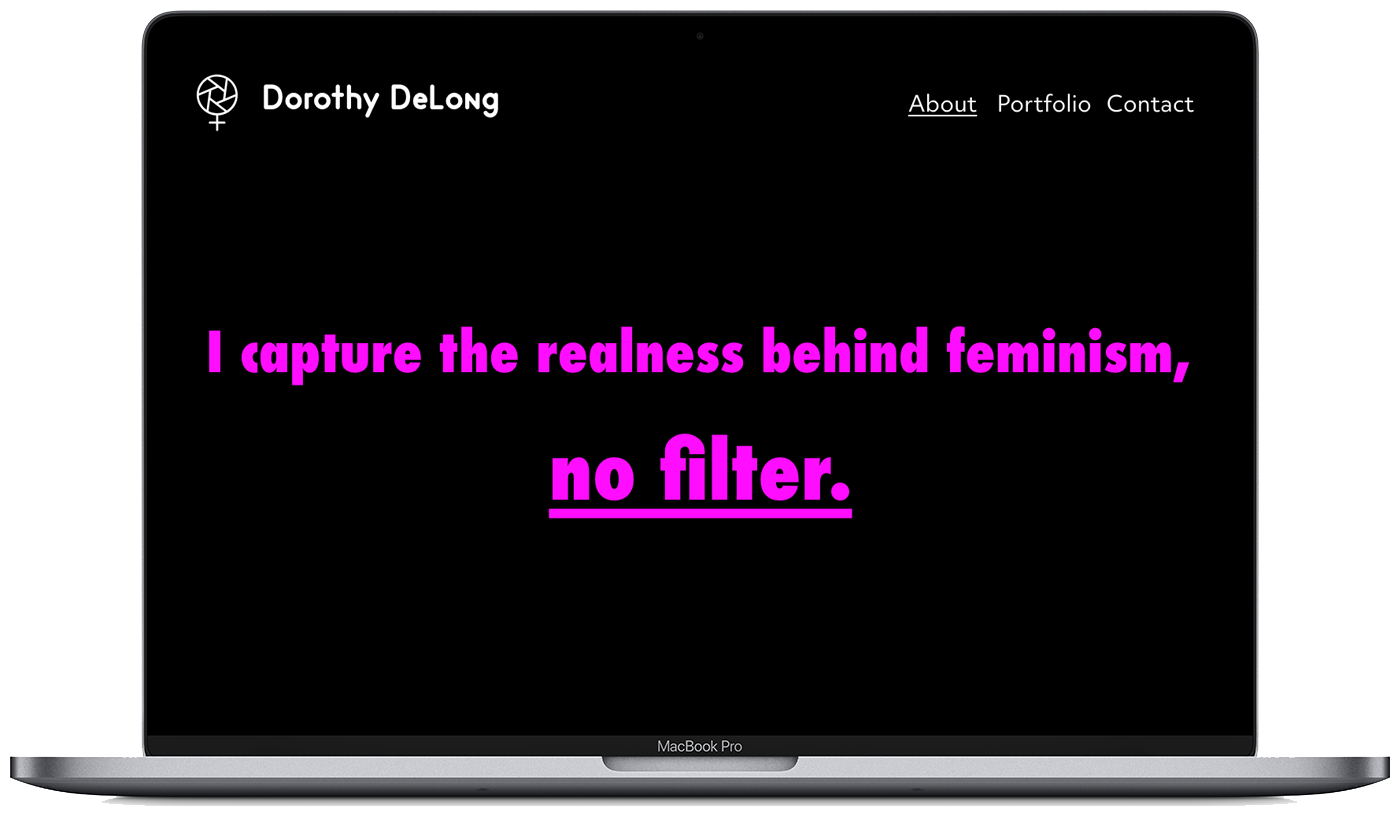 Dorothy DeLong
About Portfolio Contact
I capture the realness behind feminism,
no filter.
MacBook Pro